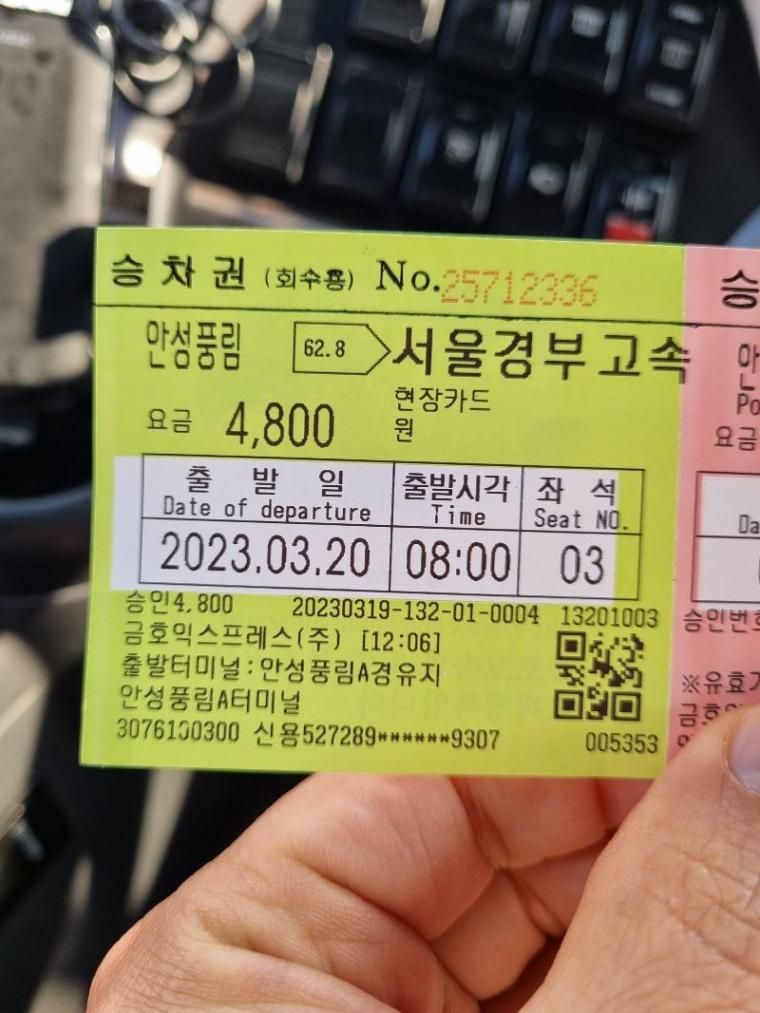 승차권 (회수용) No.25712336
안성풍림 62.8 서울경부고속
현장카드
요금 4,800 원
출 발 일 출발시각 좌 석
Date of departure Time Seat NO.
2023.03.20 08:00 03
승인4,800 20230319-132-01-0004 13201003
금호익스프레스(주) [12:06]
출발터미널:안성풍림A경유지
안성풍림A터미널
3076100300 신용527289******9307 005353
승
안
Po
요금
Da
승인번호
※유효기
금호익